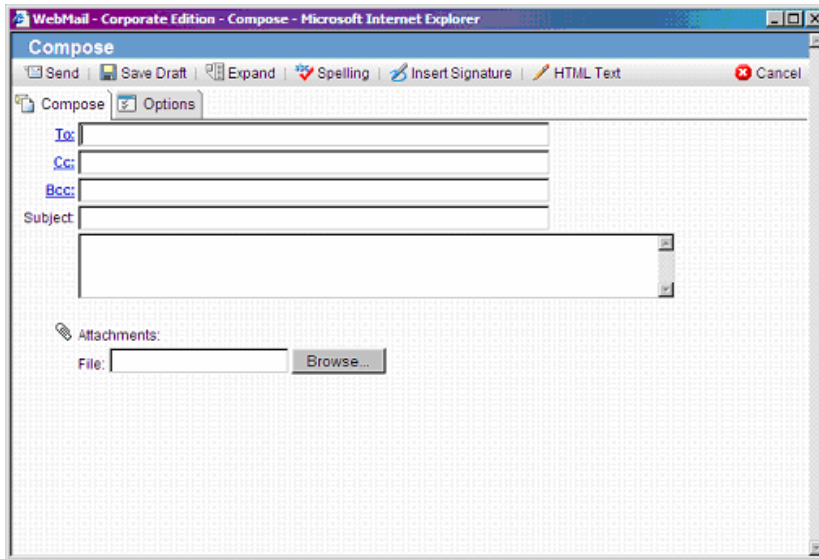 WebMail - Corporate Edition - Compose - Microsoft Internet Explorer
Compose
Send | Save Draft | Expand | Spelling | Insert Signature | HTML Text Cancel
Compose Options
To:
Cc:
Bcc:
Subject
Attachments:
File: Browse...